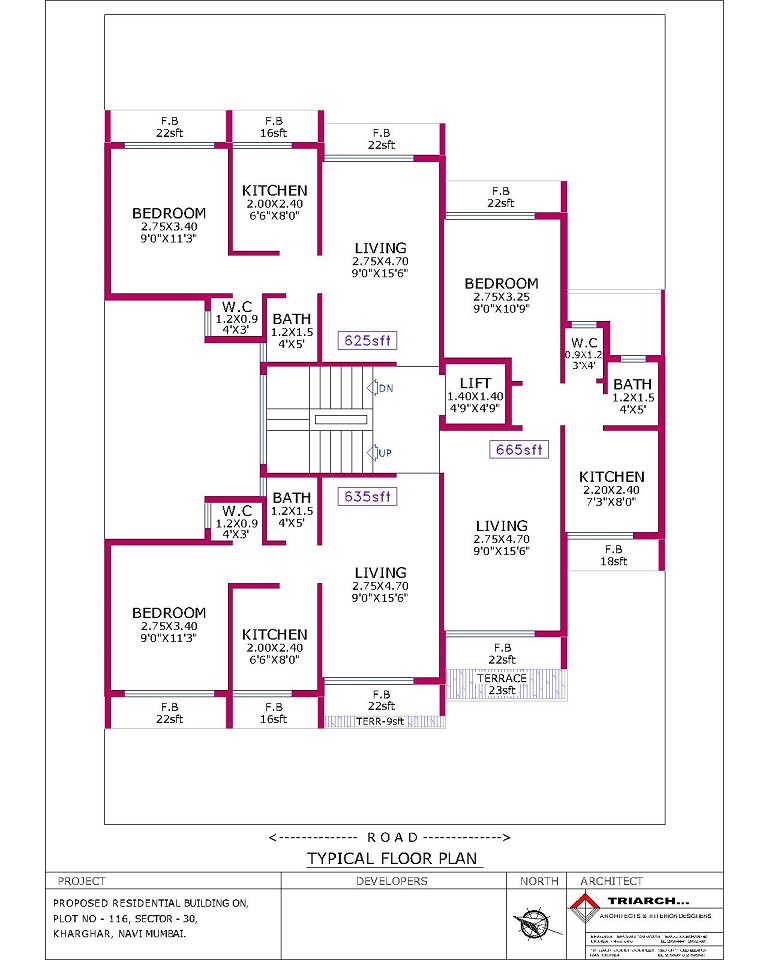 F.B
22sft
F.B
16sft
F.B
22sft
F.B
22sft
BEDROOM
2.75X3.40
9'0"X11'3"
KITCHEN
2.00X2.40
6'6"X8'0"
LIVING
2.75X4.70
9'0"X15'6"
BEDROOM
2.75X3.25
9'0"X10'9"
W.C
1.2X0.9
4'X3'
BATH
1.2X1.5
4'X5'
625sft
W.C
0.9X1.2
3'X4'
BATH
1.2X1.5
4'X5'
DN
LIFT
1.40X1.40
4'9"X4'9"
UP
665sft
635sft
KITCHEN
2.20X2.40
7'3"X8'0"
BATH
1.2X1.5
4'X5'
W.C
1.2X0.9
4'X3'
LIVING
2.75X4.70
9'0"X15'6"
F.B
18sft
LIVING
2.75X4.70
9'0"X15'6"
BEDROOM
2.75X3.40
9'0"X11'3"
KITCHEN
2.00X2.40
6'6"X8'0"
F.B
22sft
TERRACE
23sft
F.B
22sft
F.B
16sft
F.B
22sft
TERR-9sft
<-------------- ROAD -------------->
TYPICAL FLOOR PLAN
PROJECT
DEVELOPERS
NORTH
ARCHITECT
PROPOSED RESIDENTIAL BUILDING ON,
PLOT NO - 116, SECTOR - 30,
KHARGHAR, NAVI MUMBAI.
TRIARCH...
ARCHITECTS & INTERIOR DESIGNERS